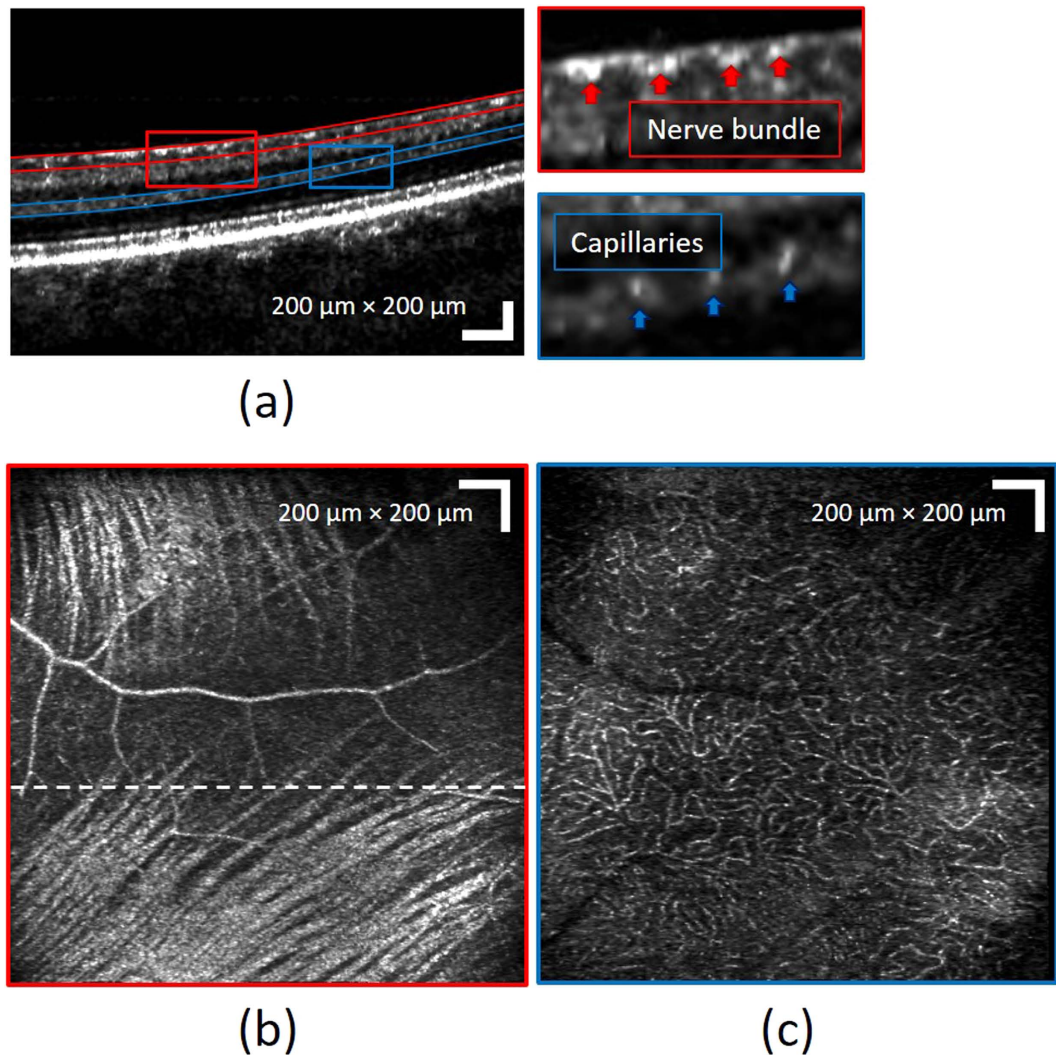 Nerve bundle
Capillaries
200 μm × 200 μm
(a)
200 μm × 200 μm
200 μm × 200 μm
(b)
(c)